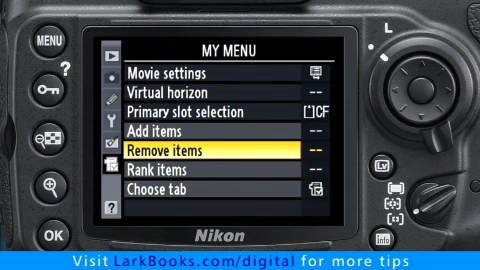 MENU
?
L
MY MENU
Movie settings
Virtual horizon --
Primary slot selection [1]CF
Add items --
Remove items --
Rank items --
Choose tab
?
Lv
OK
Nikon
info
Visit LarkBooks.com/digital for more tips